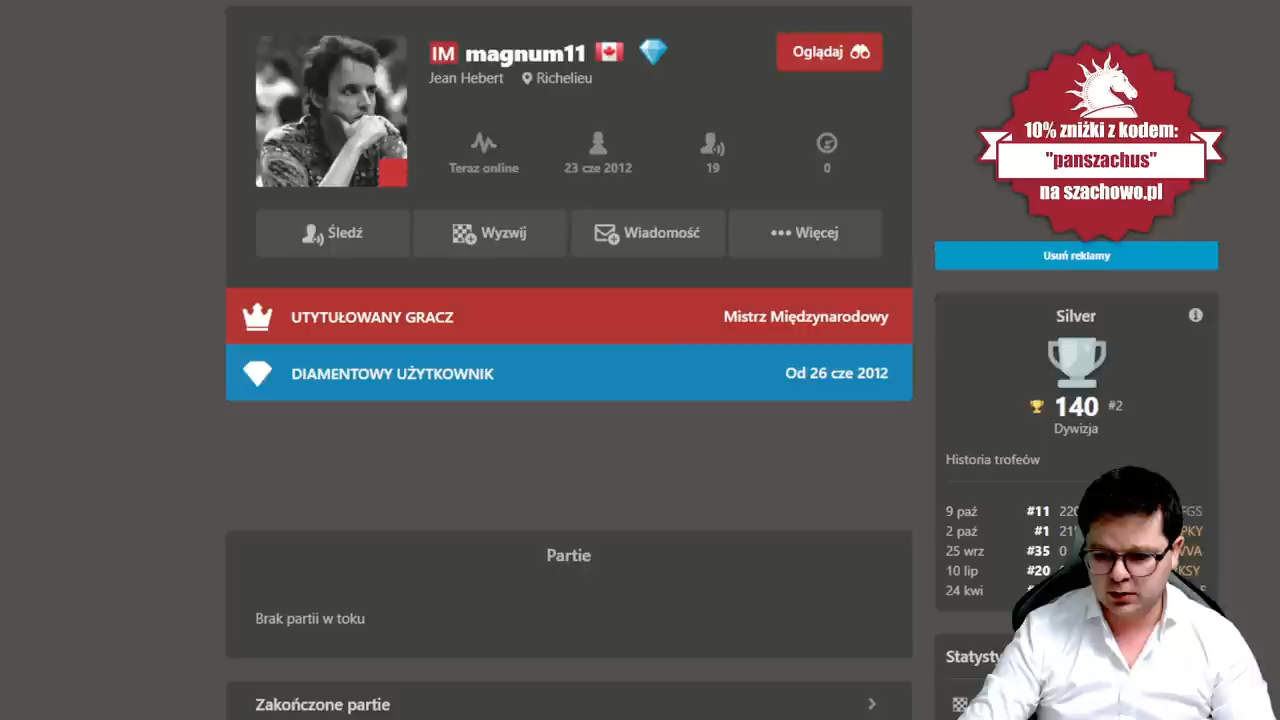 IM magnum11
Jean Hebert Richelieu
Oglądaj
Teraz online
23 cze 2012
19
0
Śledź
Wyzwij
Wiadomość
Więcej
UTYTUŁOWANY GRACZ
Mistrz Międzynarodowy
DIAMENTOWY UŻYTKOWNIK
Od 26 cze 2012
Partie
Brak partii w toku
Zakończone partie
10% zniżki z kodem:
"panszachus"
na szachowo.pl
Usuń reklamy
Silver
140 #2
Dywizja
Historia trofeów
9 paź #11
2 paź #1
25 wrz #35 0
10 lip #20
24 kwi